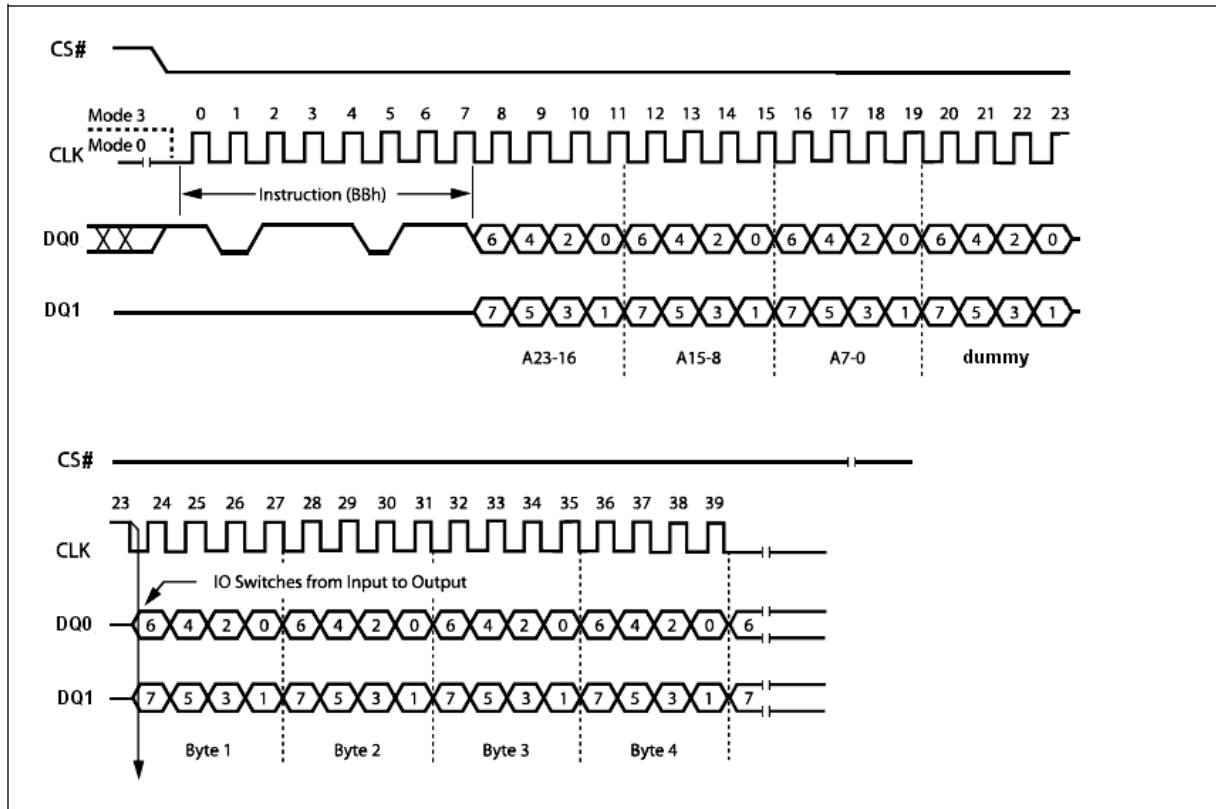 CS#
Mode 3
0 1 2 3 4 5 6 7 8 9 10 11 12 13 14 15 16 17 18 19 20 21 22 23
Mode 0
CLK
Instruction (BBh)
DQ0 6 4 2 0 6 4 2 0 6 4 2 0 6 4 2 0
DQ1 7 5 3 1 7 5 3 1 7 5 3 1 7 5 3 1
A23-16 A15-8 A7-0 dummy
CS#
23 24 25 26 27 28 29 30 31 32 33 34 35 36 37 38 39
CLK
IO Switches from Input to Output
DQ0 6 4 2 0 6 4 2 0 6 4 2 0 6 4 2 0 6
DQ1 7 5 3 1 7 5 3 1 7 5 3 1 7 5 3 1 7
Byte 1 Byte 2 Byte 3 Byte 4